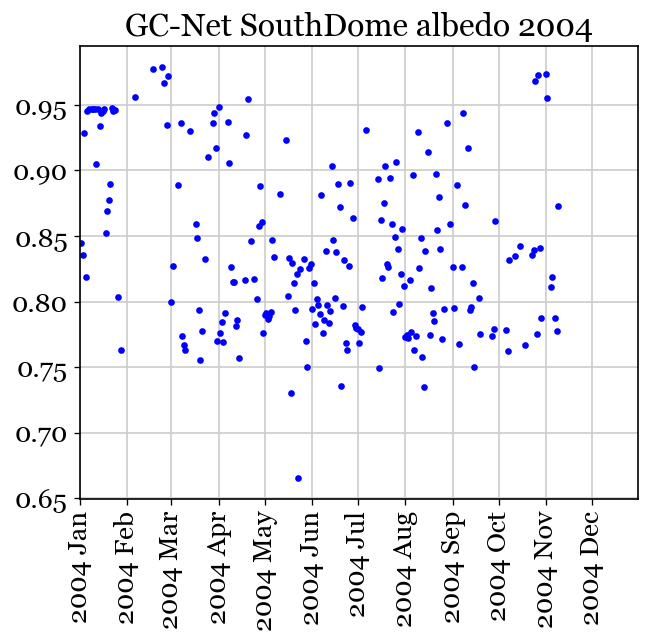 GC-Net SouthDome albedo 2004
0.95
0.90
0.85
0.80
0.75
0.70
0.65
2004 Jan
2004 Feb
2004 Mar
2004 Apr
2004 May
2004 Jun
2004 Jul
2004 Aug
2004 Sep
2004 Oct
2004 Nov
2004 Dec